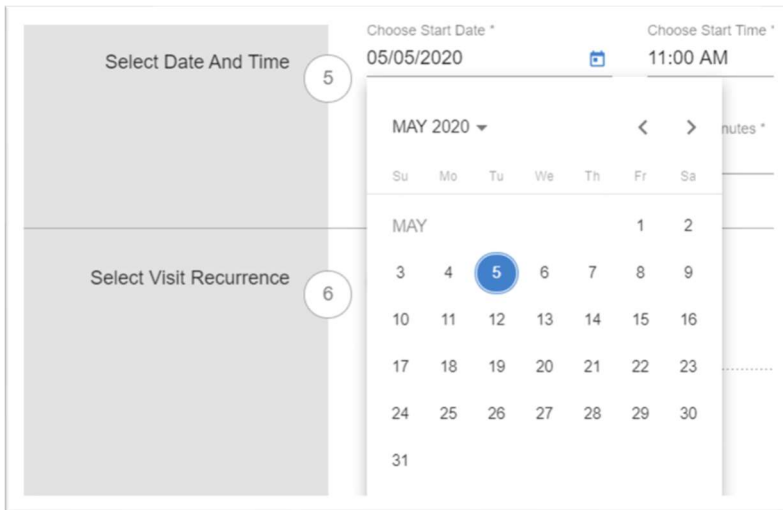 Choose Start Date *
Choose Start Time *
Select Date And Time
5
05/05/2020
11:00 AM
MAY 2020
Su Mo Tu We Th Fr Sa
MAY 1 2
3 4 5 6 7 8 9
10 11 12 13 14 15 16
17 18 19 20 21 22 23
24 25 26 27 28 29 30
31
Select Visit Recurrence
6